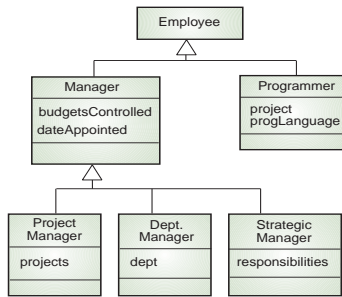 Employee
Manager
budgetsControlled
dateAppointed
Programmer
project
progLanguage
Project
Manager
projects
Dept.
Manager
dept
Strategic
Manager
responsibilities